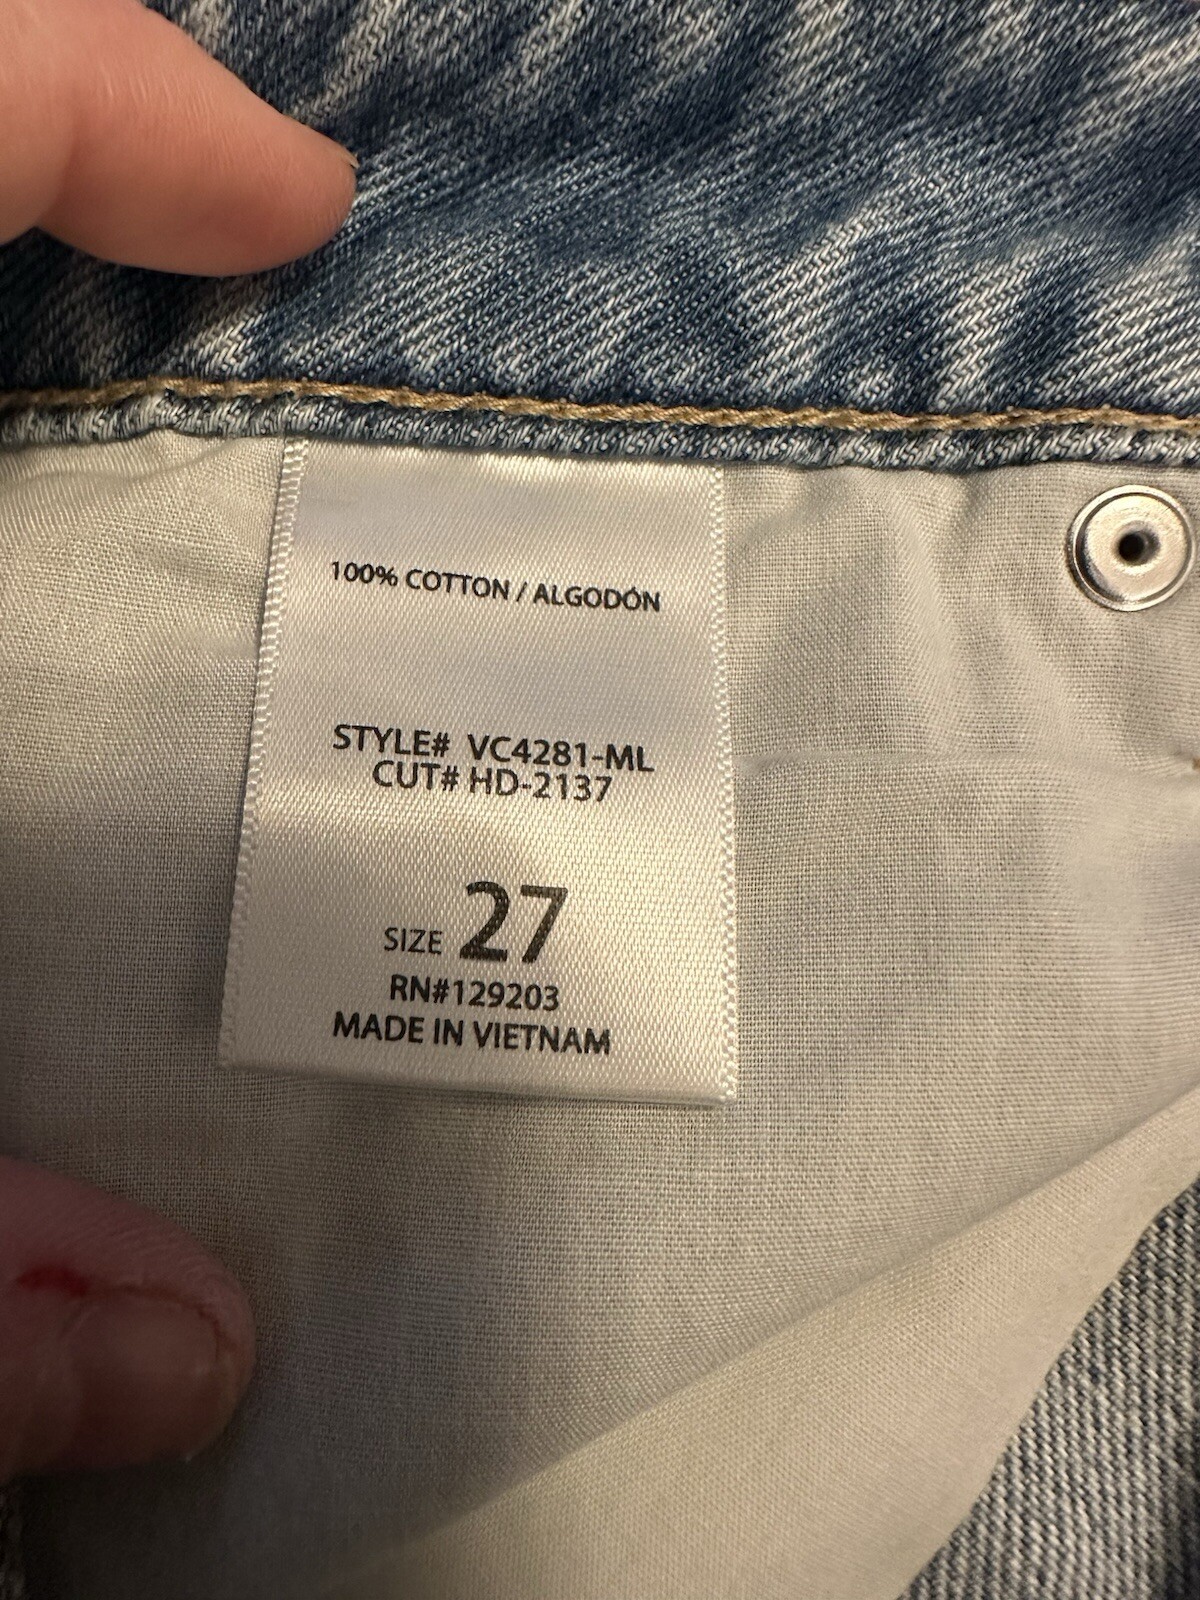 100% COTTON / ALGODÓN
STYLE# VC4281-ML
CUT# HD-2137
SIZE 27
RN#129203
MADE IN VIETNAM